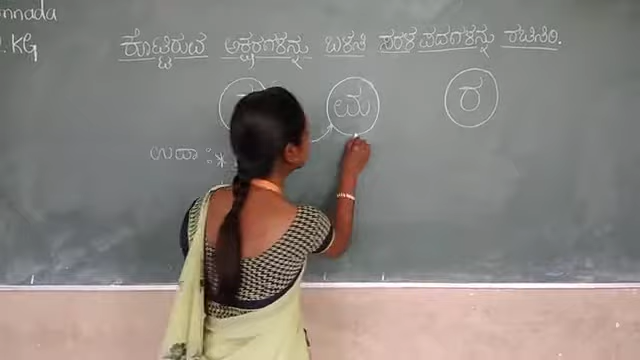 nnada
.KG
ಕೊಟ್ಟಿರುವ ಅಕ್ಷರಗಳನ್ನು ಬಳಸಿ ಸರಳ ಪದಗಳನ್ನು ರಚಿಸಿರಿ.
ಮ ರ
ಉದಾ :- *